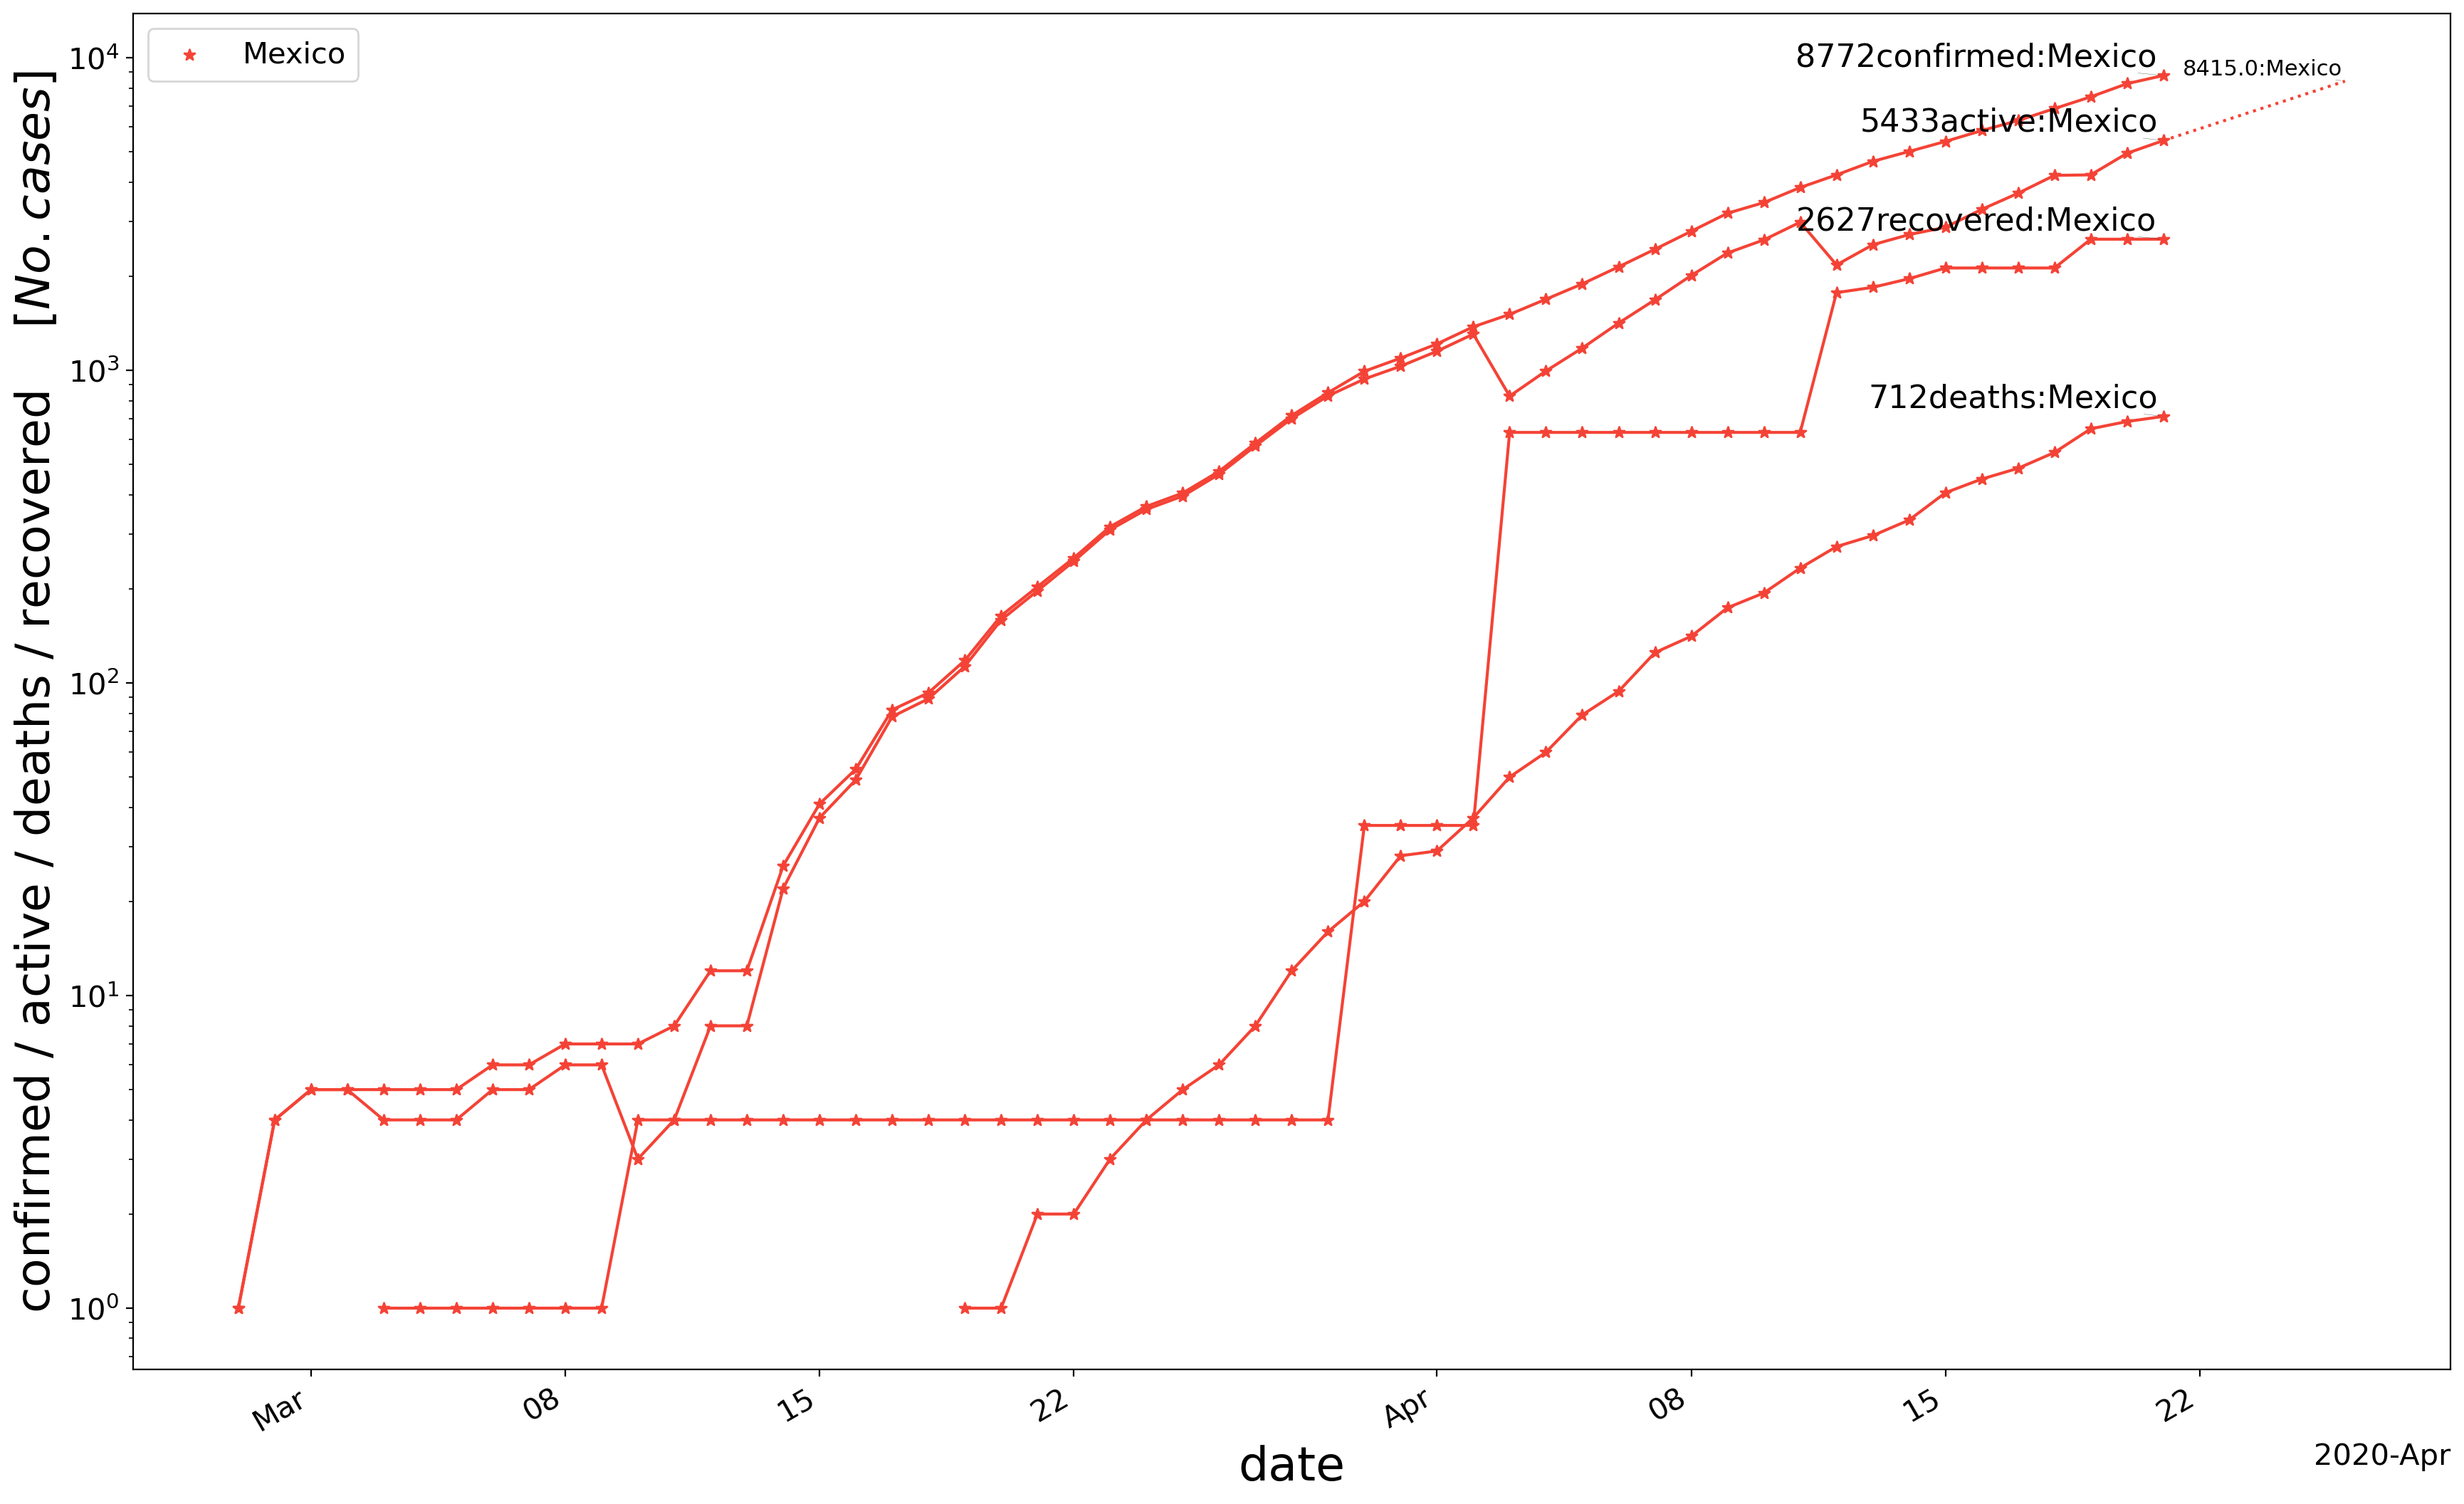 Mexico
8772confirmed:Mexico
8415.0:Mexico
5433active:Mexico
2627recovered:Mexico
712deaths:Mexico
confirmed / active / deaths / recovered [No. cases]
10⁴
10³
10²
10¹
10⁰
Mar
08
15
22
Apr
08
15
22
date
2020-Apr